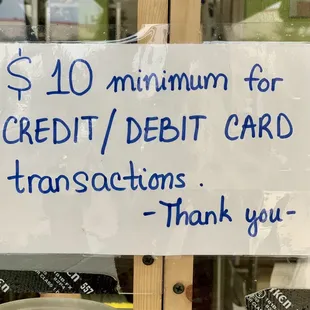 $10 minimum for
CREDIT/DEBIT CARD
transactions.
-Thank you-